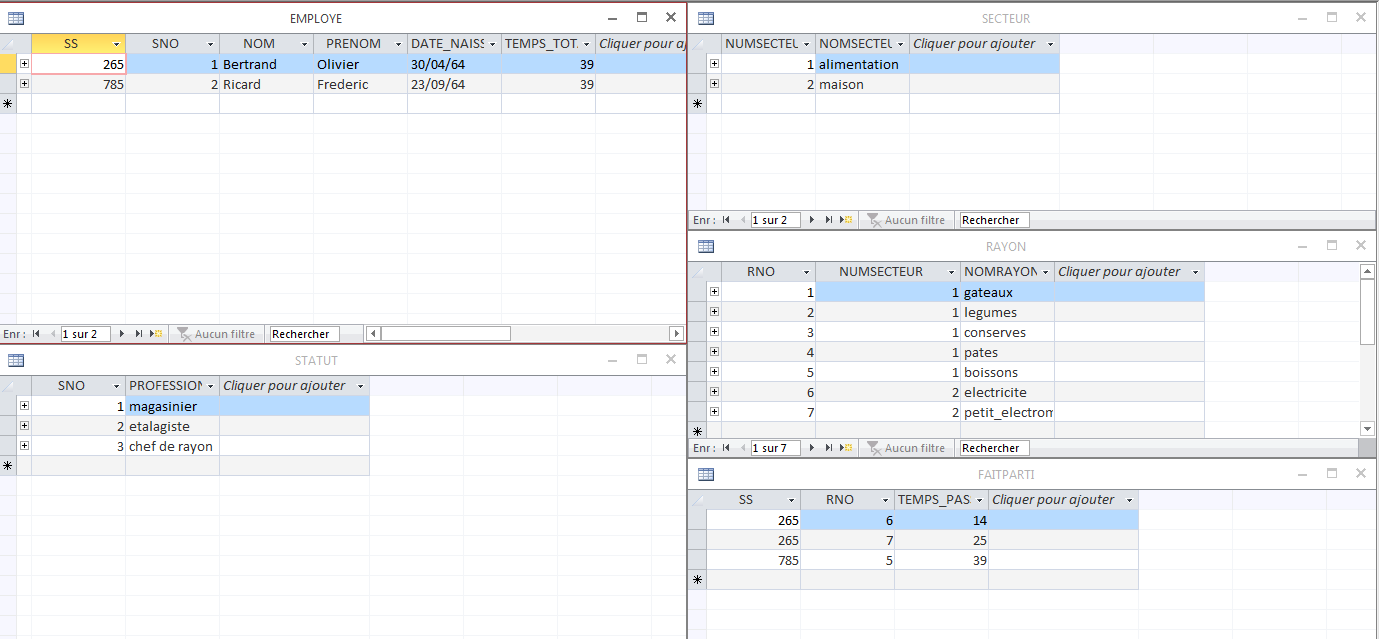 EMPLOYE
SS SNO NOM PRENOM DATE_NAISS TEMPS_TOT. Cliquer pour aj
265 1 Bertrand Olivier 30/04/64 39
785 2 Ricard Frederic 23/09/64 39
Enr : 1 sur 2 Aucun filtre Rechercher
STATUT
SNO PROFESSION Cliquer pour ajouter
1 magasinier
2 etalagiste
3 chef de rayon
SECTEUR
NUMSECTEU NOMSECTEU Cliquer pour ajouter
1 alimentation
2 maison
Enr : 1 sur 2 Aucun filtre Rechercher
RAYON
RNO NUMSECTEUR NOMRAYON Cliquer pour ajouter
1 1 gateaux
2 1 legumes
3 1 conserves
4 1 pates
5 1 boissons
6 2 electricite
7 2 petit_electrom
Enr : 1 sur 7 Aucun filtre Rechercher
FAITPARTI
SS RNO TEMPS_PAS Cliquer pour ajouter
265 6 14
265 7 25
785 5 39